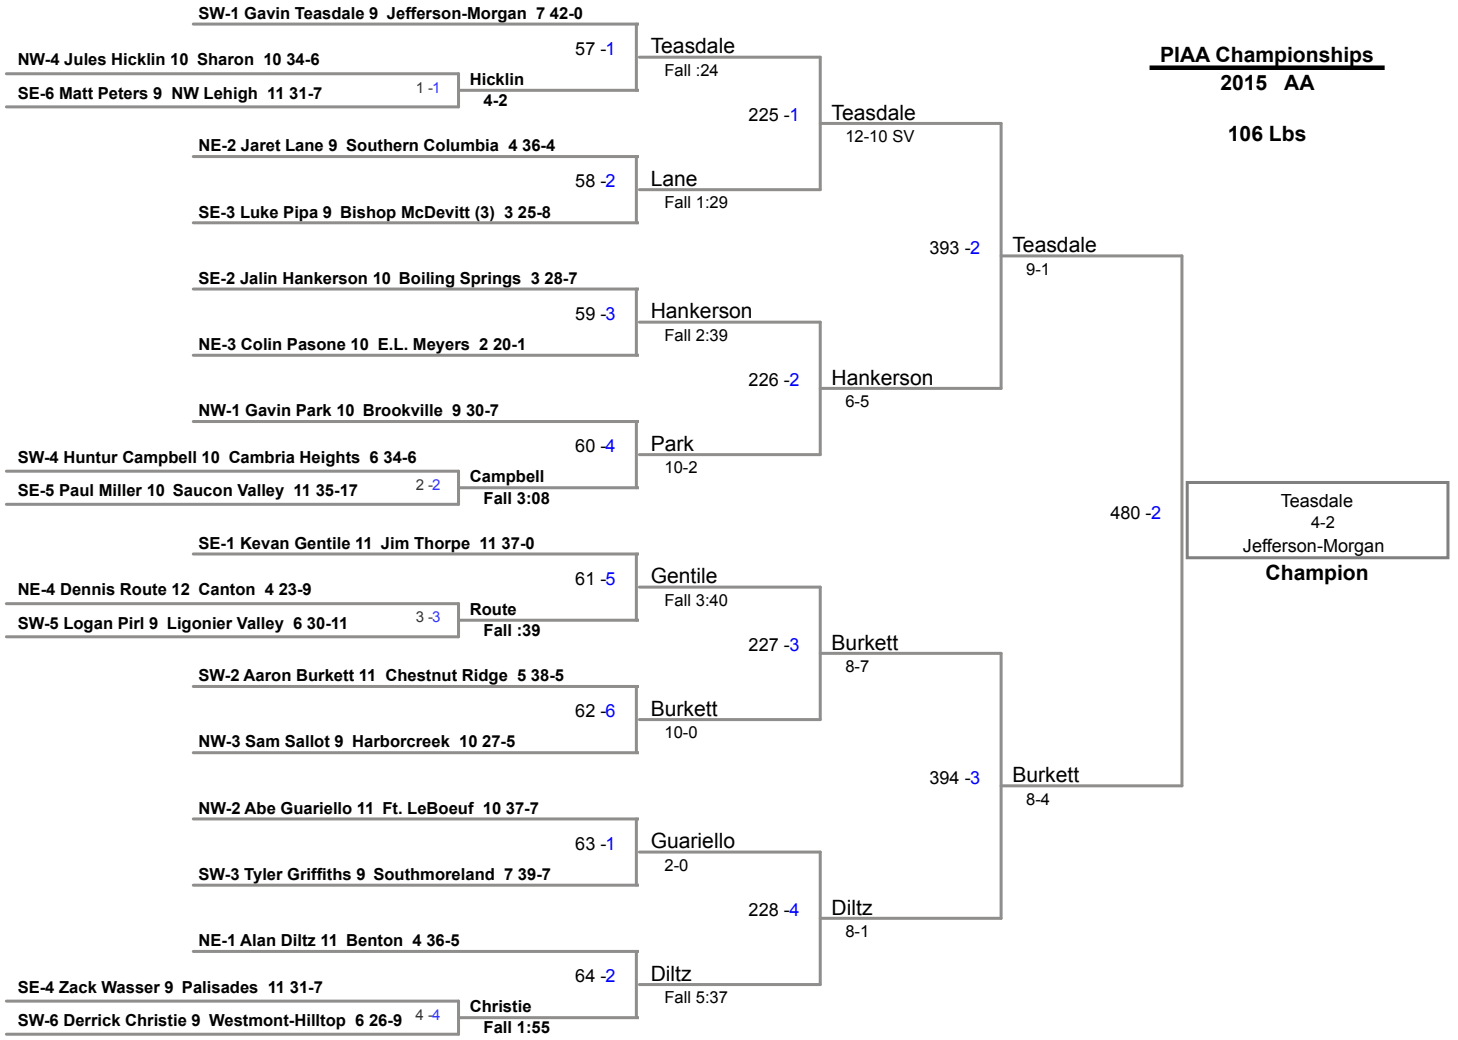 SW-1 Gavin Teasdale 9 Jefferson-Morgan 7 42-0
57 -1
Teasdale
Fall :24
NW-4 Jules Hicklin 10 Sharon 10 34-6
1 -1
Hicklin
4-2
SE-6 Matt Peters 9 NW Lehigh 11 31-7
225 -1
Teasdale
12-10 SV
NE-2 Jaret Lane 9 Southern Columbia 4 36-4
58 -2
Lane
Fall 1:29
SE-3 Luke Pipa 9 Bishop McDevitt (3) 3 25-8
393 -2
Teasdale
9-1
SE-2 Jalin Hankerson 10 Boiling Springs 3 28-7
59 -3
Hankerson
Fall 2:39
NE-3 Colin Pasone 10 E.L. Meyers 2 20-1
226 -2
Hankerson
6-5
NW-1 Gavin Park 10 Brookville 9 30-7
60 -4
Park
10-2
SW-4 Huntur Campbell 10 Cambria Heights 6 34-6
2 -2
Campbell
Fall 3:08
SE-5 Paul Miller 10 Saucon Valley 11 35-17
480 -2
Teasdale
4-2
Jefferson-Morgan
Champion
SE-1 Kevan Gentile 11 Jim Thorpe 11 37-0
61 -5
Gentile
Fall 3:40
NE-4 Dennis Route 12 Canton 4 23-9
3 -3
Route
Fall :39
SW-5 Logan Pirl 9 Ligonier Valley 6 30-11
227 -3
Burkett
8-7
SW-2 Aaron Burkett 11 Chestnut Ridge 5 38-5
62 -6
Burkett
10-0
NW-3 Sam Sallot 9 Harborcreek 10 27-5
394 -3
Burkett
8-4
NW-2 Abe Guariello 11 Ft. LeBoeuf 10 37-7
63 -1
Guariello
2-0
SW-3 Tyler Griffiths 9 Southmoreland 7 39-7
228 -4
Diltz
8-1
NE-1 Alan Diltz 11 Benton 4 36-5
64 -2
Diltz
Fall 5:37
SE-4 Zack Wasser 9 Palisades 11 31-7
4 -4
Christie
Fall 1:55
SW-6 Derrick Christie 9 Westmont-Hilltop 6 26-9
PIAA Championships
2015 AA
106 Lbs